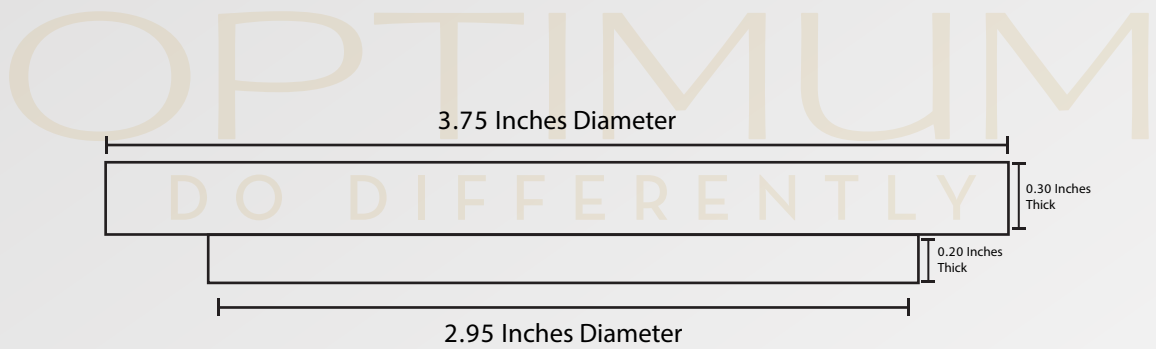 OPTIMUM
3.75 Inches Diameter
DO DIFFERENTLY
0.30 Inches
Thick
0.20 Inches
Thick
2.95 Inches Diameter